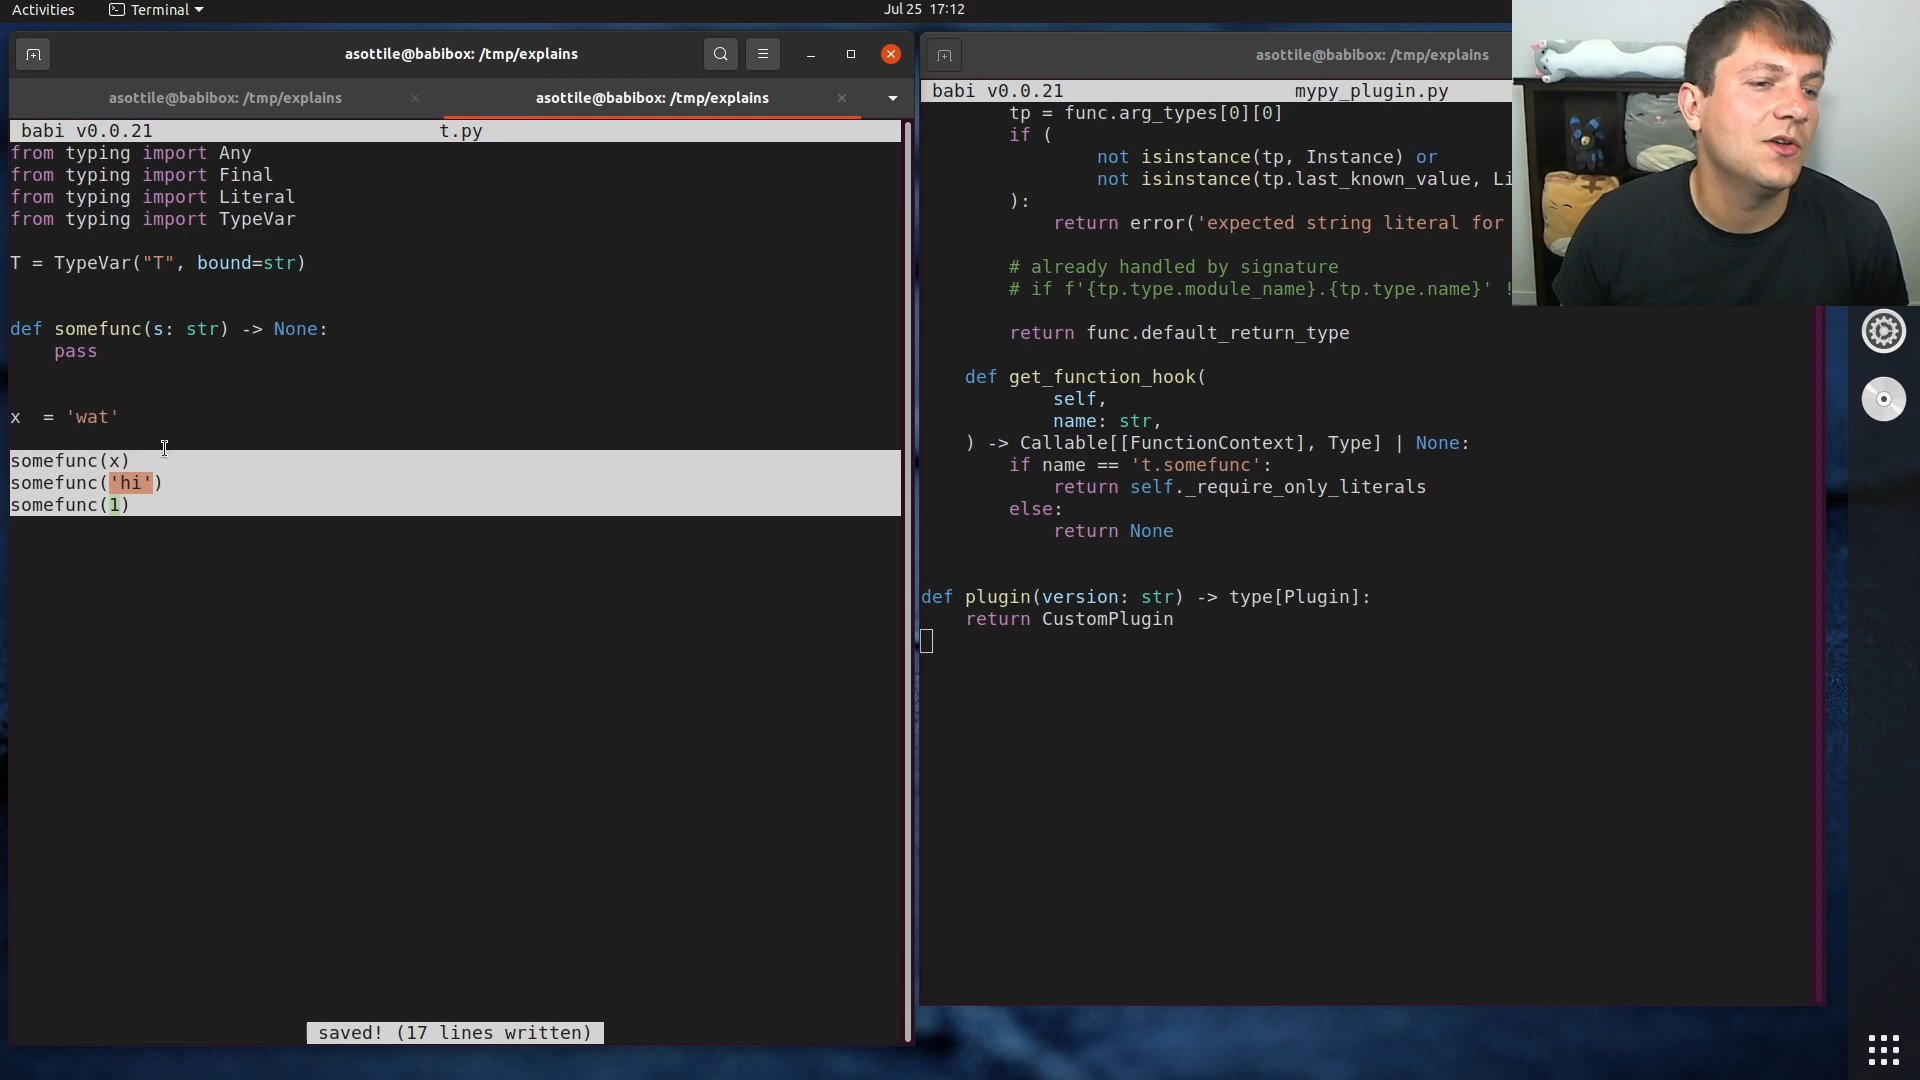 Activities
Terminal
Jul 25 17:12
asottile@babibox: /tmp/explains
asottile@babibox: /tmp/explains
asottile@babibox: /tmp/explains
babi v0.0.21 t.py
from typing import Any
from typing import Final
from typing import Literal
from typing import TypeVar
T = TypeVar("T", bound=str)
def somefunc(s: str) -> None:
    pass
x  = 'wat'
somefunc(x)
somefunc('hi')
somefunc(1)
saved! (17 lines written)
asottile@babibox: /tmp/explains
babi v0.0.21 mypy_plugin.py
        tp = func.arg_types[0][0]
        if (
                not isinstance(tp, Instance) or
                not isinstance(tp.last_known_value, Li
        ):
            return error('expected string literal for
        # already handled by signature
        # if f'{tp.type.module_name}.{tp.type.name}' !
        return func.default_return_type
    def get_function_hook(
            self,
            name: str,
    ) -> Callable[[FunctionContext], Type] | None:
        if name == 't.somefunc':
            return self._require_only_literals
        else:
            return None
def plugin(version: str) -> type[Plugin]:
    return CustomPlugin